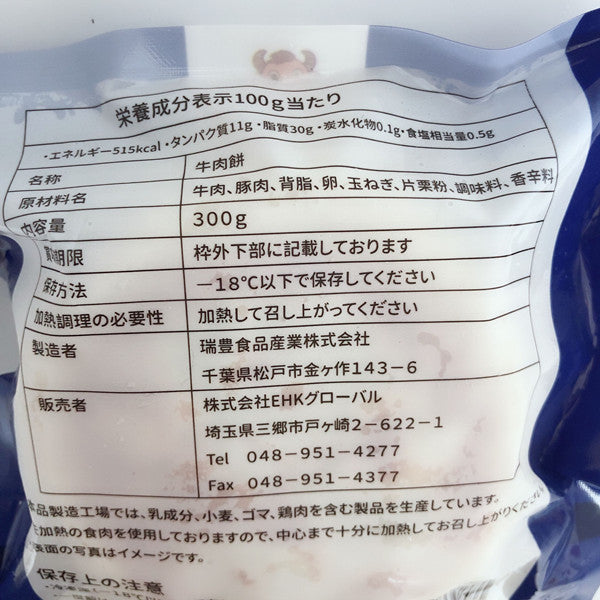 栄養成分表示100g当たり
・エネルギー515kcal・タンパク質11g・脂質30g・炭水化物0.1g・食塩相当量0.5g
名称 牛肉餅
原材料名 牛肉、豚肉、背脂、卵、玉ねぎ、片栗粉、調味料、香辛料
内容量 300g
賞味期限 枠外下部に記載しております
保存方法 −18℃以下で保存してください
加熱調理の必要性 加熱して召し上がってください
製造者 瑞豊食品産業株式会社
千葉県松戸市金ヶ作143−6
販売者 株式会社EHKグローバル
埼玉県三郷市戸ヶ崎2−622−1
Tel 048−951−4277
Fax 048−951−4377
本品製造工場では、乳成分、小麦、ゴマ、鶏肉を含む製品を生産しています。
加熱の食肉を使用しておりますので、中心まで十分に加熱してお召し上がりください
表面の写真はイメージです。
保存上の注意